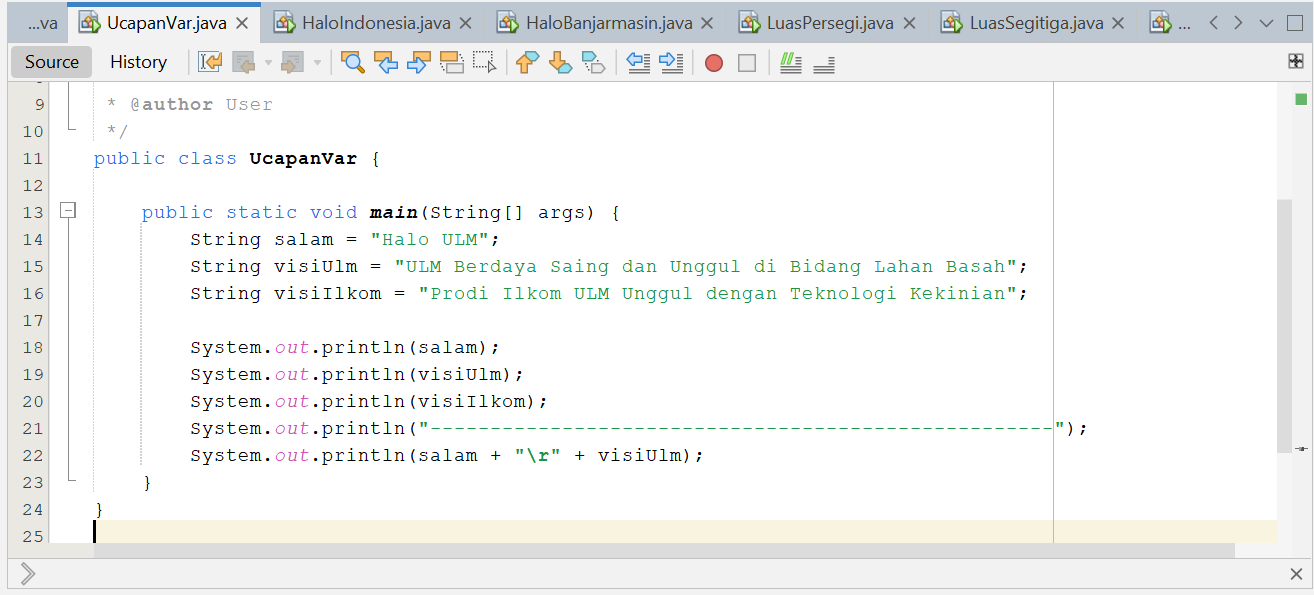 ...va UcapanVar.java HaloIndonesia.java HaloBanjarmasin.java LuasPersegi.java LuasSegitiga.java ...
Source History
9 * @author User
10 */
11 public class UcapanVar {
12
13 public static void main(String[] args) {
14 String salam = "Halo ULM";
15 String visiUlm = "ULM Berdaya Saing dan Unggul di Bidang Lahan Basah";
16 String visiIlkom = "Prodi Ilkom ULM Unggul dengan Teknologi Kekinian";
17
18 System.out.println(salam);
19 System.out.println(visiUlm);
20 System.out.println(visiIlkom);
21 System.out.println("----------------------------------------------------");
22 System.out.println(salam + "\r" + visiUlm);
23 }
24 }
25